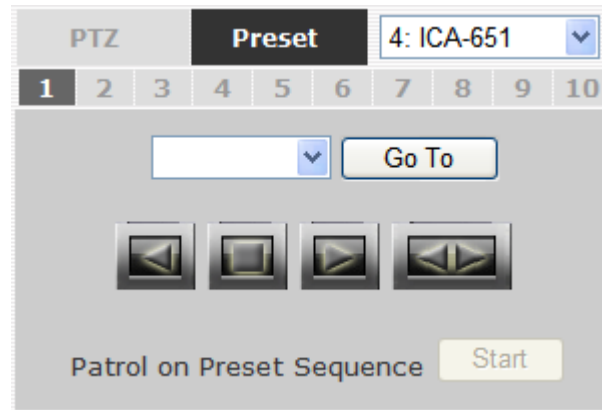 PTZ Preset 4: ICA-651
1 2 3 4 5 6 7 8 9 10
Go To
Patrol on Preset Sequence Start